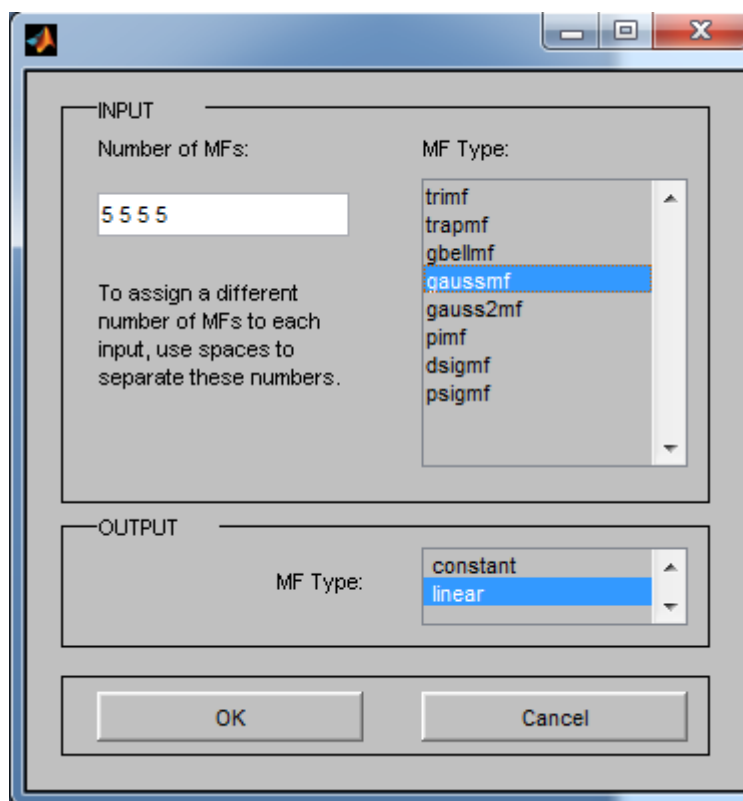 INPUT
Number of MFs:
5 5 5 5
To assign a different
number of MFs to each
input, use spaces to
separate these numbers.
MF Type:
trimf
trapmf
gbellmf
gaussmf
gauss2mf
pimf
dsigmf
psigmf
OUTPUT
MF Type:
constant
linear
OK
Cancel